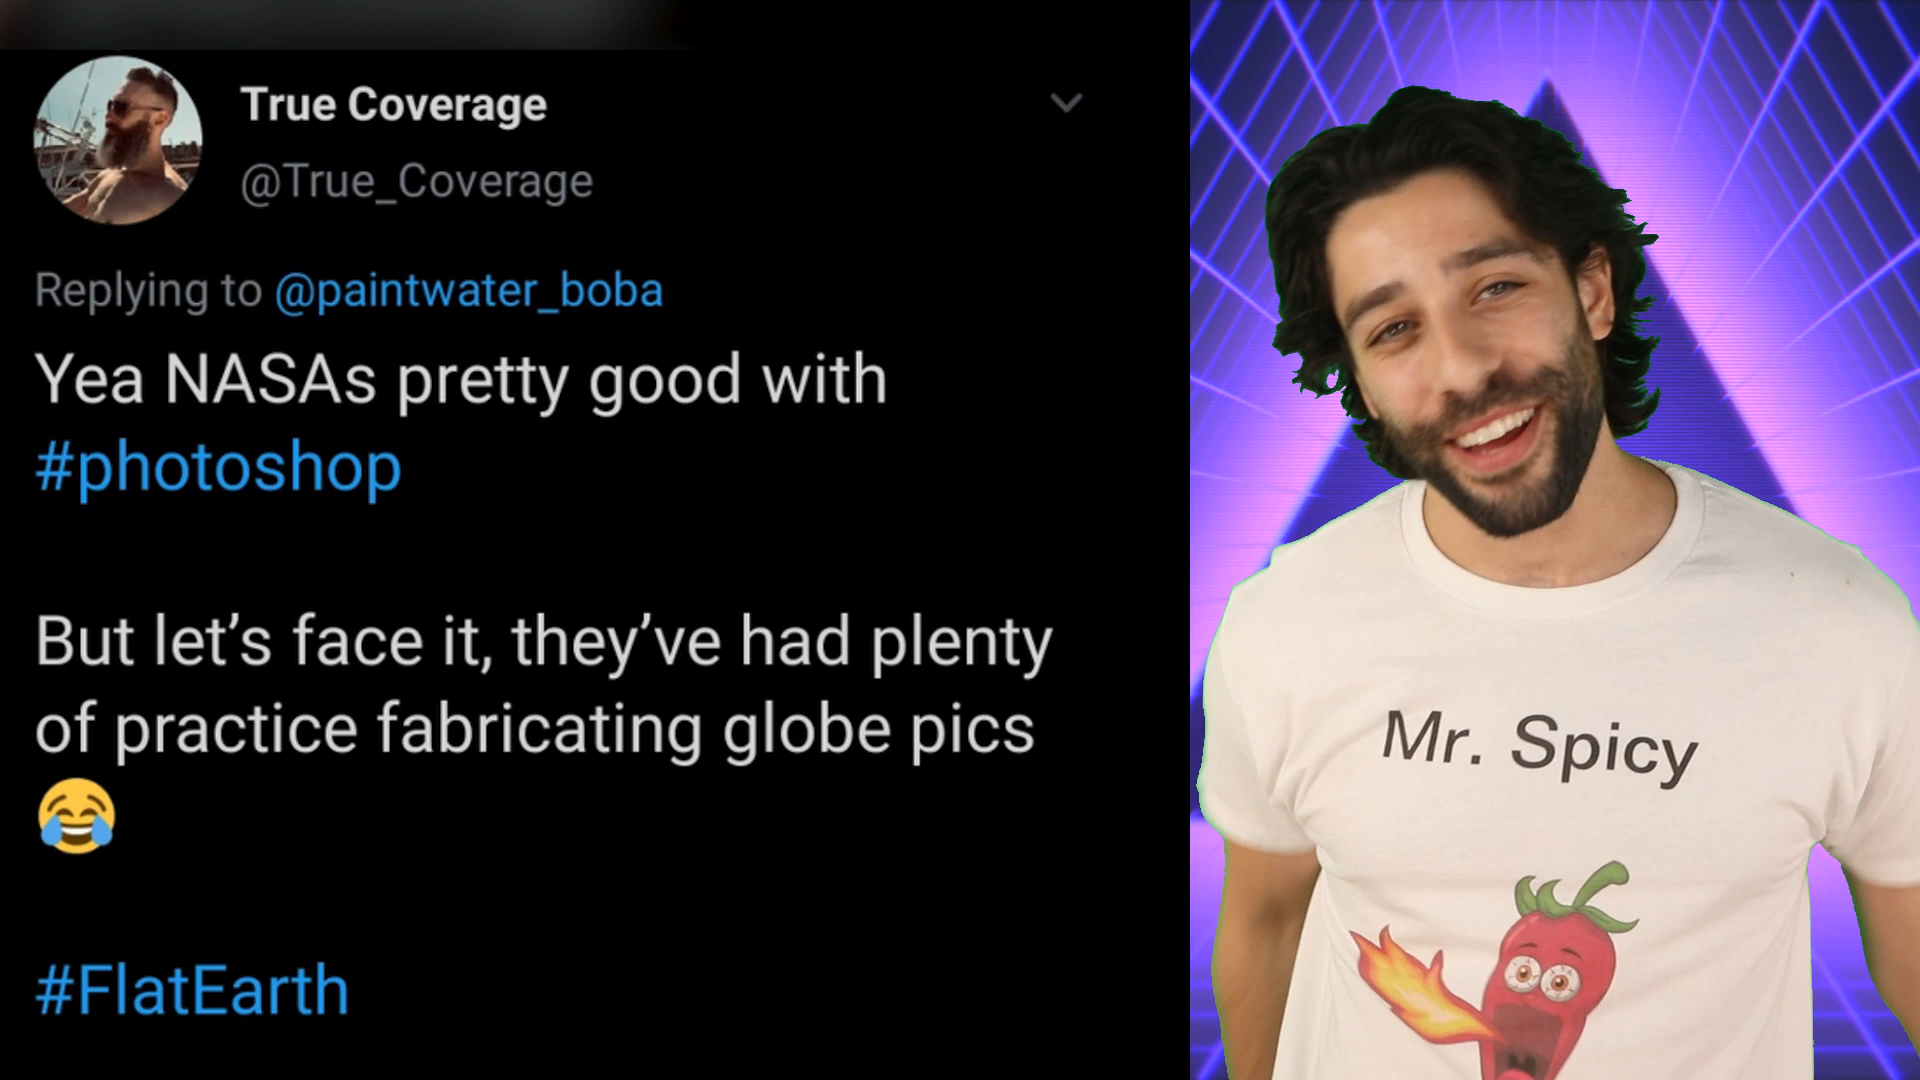 True Coverage
@True_Coverage
Replying to @paintwater_boba
Yea NASAs pretty good with
#photoshop
But let’s face it, they’ve had plenty
of practice fabricating globe pics
😂
#FlatEarth
Mr. Spicy